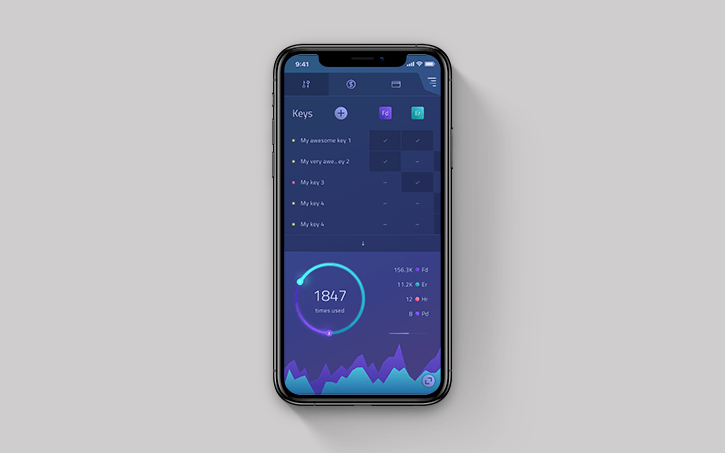 9:41
Keys Fd Er
My awesome key 1
My very awe...ey 2
My key 3
My key 4
My key 4
156.3K Fd
11.2K Er
12 Hr
8 Pd
1847
times used